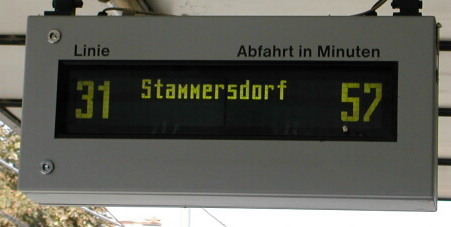 Linie Abfahrt in Minuten
31 Stammersdorf 57